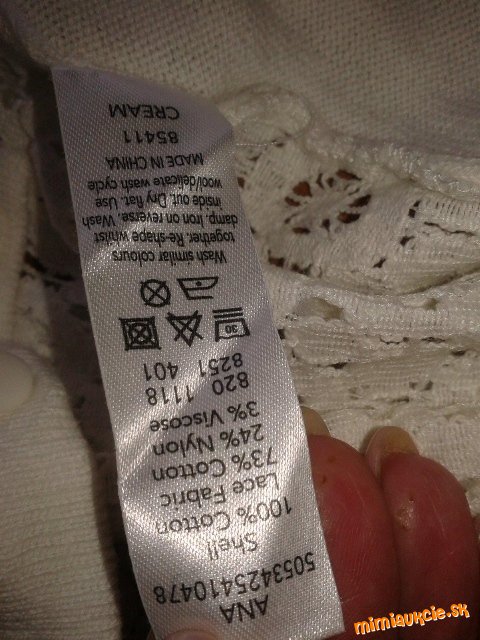 ANA
5053425410478
Shell
100% Cotton
Lace Fabric
73% Cotton
24% Nylon
3% Viscose
820 1118
8251 401
30
Wash similar colours
together. Re-shape whilst
damp. Iron on reverse. Wash
inside out. Dry flat. Use
wool/delicate wash cycle
MADE IN CHINA
85411
CREAM
mimiaukcie.sk